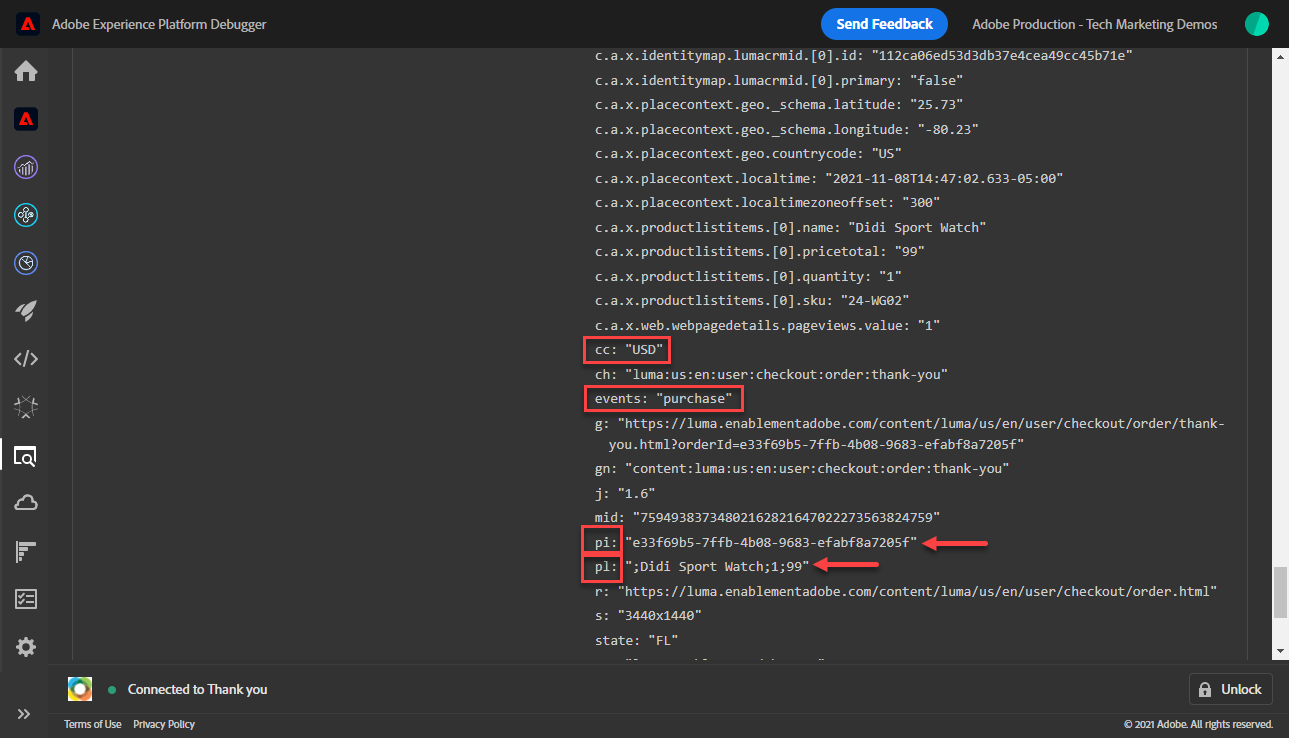 Adobe Experience Platform Debugger
Send Feedback
Adobe Production - Tech Marketing Demos
c.a.x.identitymap.lumacrmid.[0].id: "112ca06ed53d3db37e4cea49cc45b71e"
c.a.x.identitymap.lumacrmid.[0].primary: "false"
c.a.x.placecontext.geo._schema.latitude: "25.73"
c.a.x.placecontext.geo._schema.longitude: "-80.23"
c.a.x.placecontext.geo.countrycode: "US"
c.a.x.placecontext.localtime: "2021-11-08T14:47:02.633-05:00"
c.a.x.placecontext.localtimezoneoffset: "300"
c.a.x.productlistitems.[0].name: "Didi Sport Watch"
c.a.x.productlistitems.[0].pricetotal: "99"
c.a.x.productlistitems.[0].quantity: "1"
c.a.x.productlistitems.[0].sku: "24-WG02"
c.a.x.web.webpagedetails.pageviews.value: "1"
cc: "USD"
ch: "luma:us:en:user:checkout:order:thank-you"
events: "purchase"
g: "https://luma.enablementadobe.com/content/luma/us/en/user/checkout/order/thank-
you.html?orderId=e33f69b5-7ffb-4b08-9683-efabf8a7205f"
gn: "content:luma:us:en:user:checkout:order:thank-you"
j: "1.6"
mid: "75949383734802162821647022273563824759"
pi: "e33f69b5-7ffb-4b08-9683-efabf8a7205f"
pl: ";Didi Sport Watch;1;99"
r: "https://luma.enablementadobe.com/content/luma/us/en/user/checkout/order.html"
s: "3440x1440"
state: "FL"
Connected to Thank you
Unlock
Terms of Use Privacy Policy
© 2021 Adobe. All rights reserved.